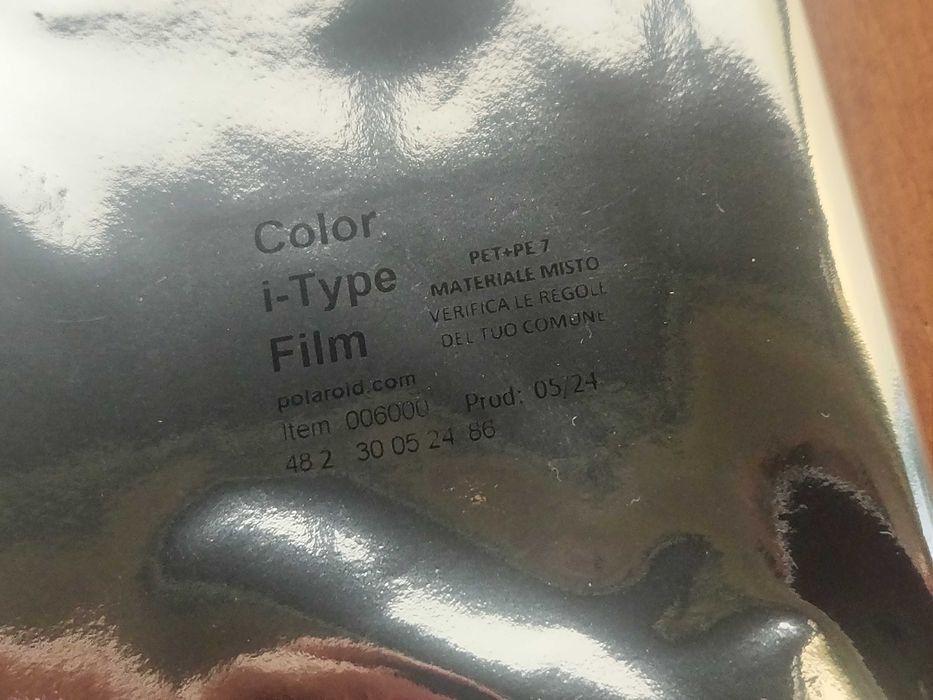 Color
i-Type
Film
polaroid.com
Item 006000 Prod: 05/24
48 2 30 05 24 86
PET+PE 7
MATERIALE MISTO
VERIFICA LE REGOLE
DEL TUO COMUNE